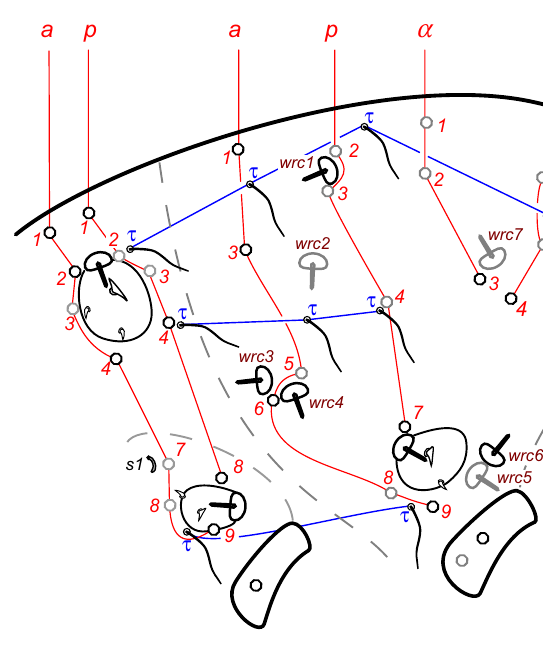 a p a p α
1 τ
1 2
wrc1
τ 2
3
1
1 2 τ 3 wrc2 wrc7
2 3 3
3 4 τ τ τ 4 4
4 wrc3 5
6 wrc4
7 7
s1 8 wrc6
8 8 wrc5
9 τ 9
τ